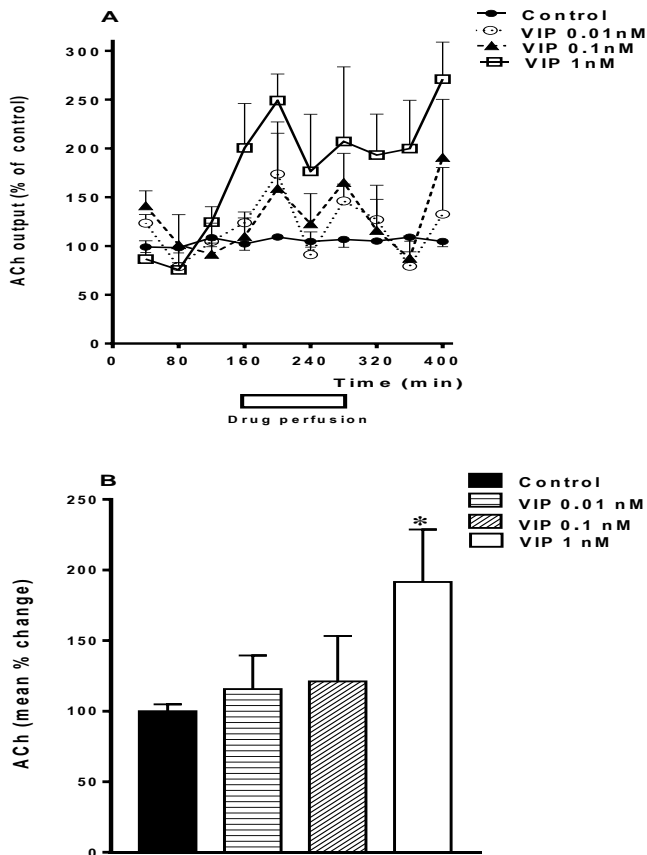 A
Control
VIP 0.01nM
VIP 0.1nM
VIP 1nM
ACh output (% of control)
300
250
200
150
100
50
0
0 80 160 240 320 400
Time (min)
Drug perfusion
B
Control
VIP 0.01 nM
VIP 0.1 nM
VIP 1 nM
ACh (mean % change)
250
200
150
100
50
0
*